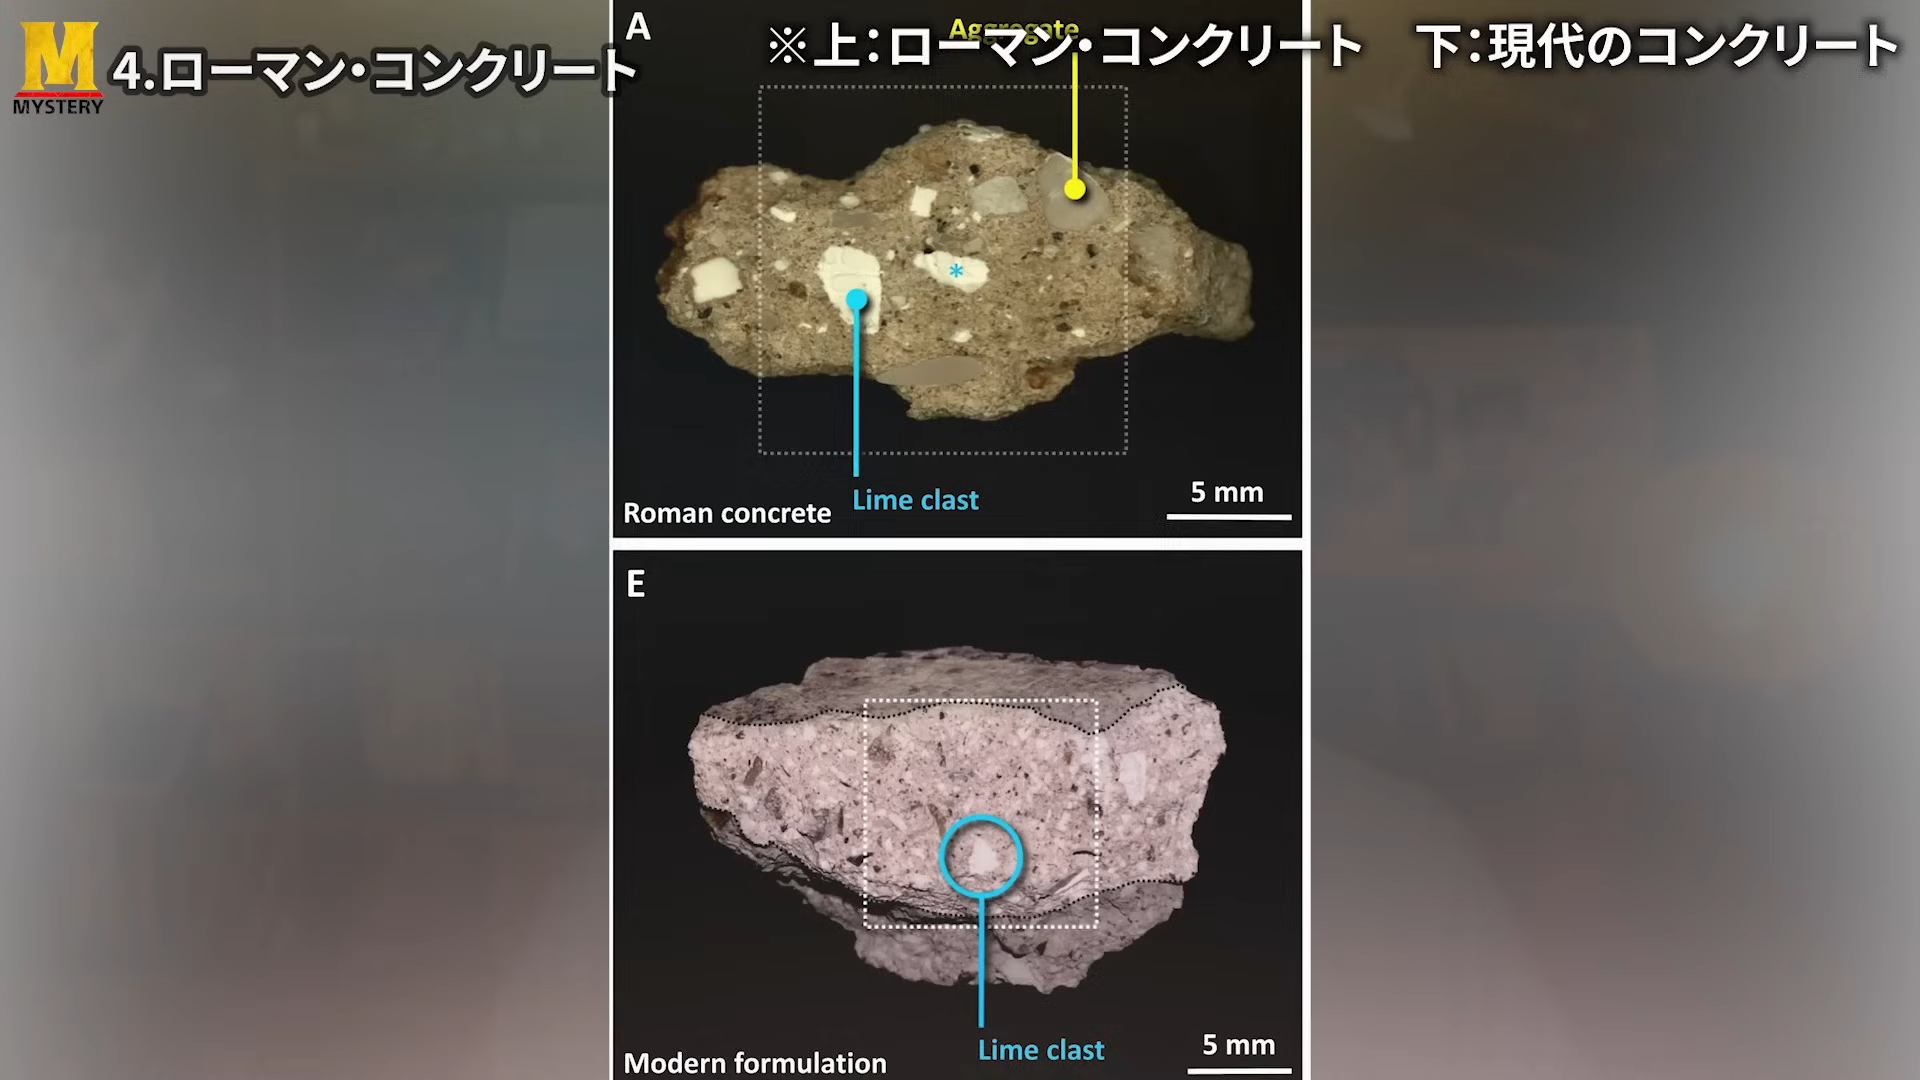 MYSTERY
4.ローマン・コンクリート
※上：ローマン・コンクリート　下：現代のコンクリート
A
Aggregate
*
Lime clast
Roman concrete
5 mm
E
Lime clast
Modern formulation
5 mm